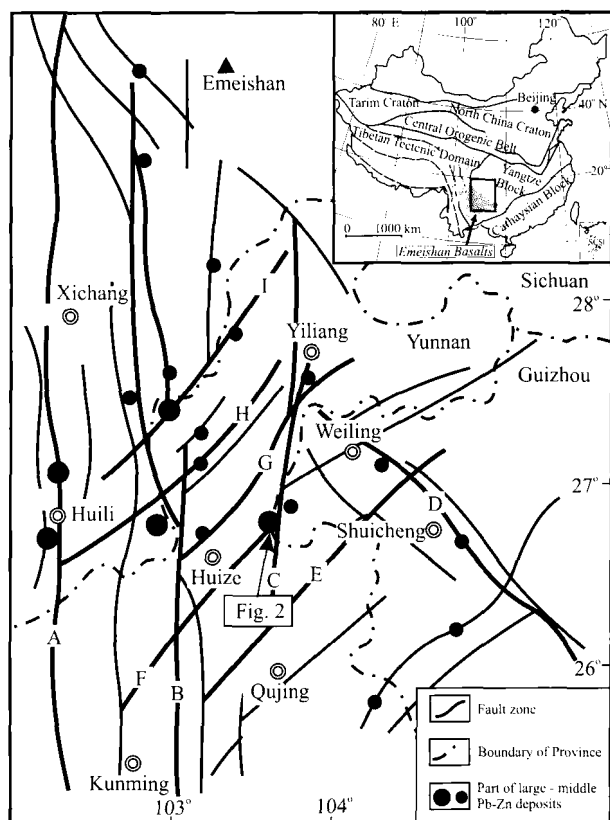 Emeishan
80° E
100°
120°
Beijing
40° N
Tarim Craton
North China Craton
Central Orogenic Belt
Tibetan Tectenic Domain
Yangtze
Block
20°
Cathaysian Block
0 1000 km
Emeishan Basalts
Sichuan
28°
Xichang
I
Yiliang
Yunnan
Guizhou
H
Weiling
G
27°
D
Huili
Shuicheng
Huize
C
E
Fig. 2
A
F
B
26°
Qujing
Kunming
103°
104°
Fault zone
Boundary of Province
Part of large - middle
Pb-Zn deposits